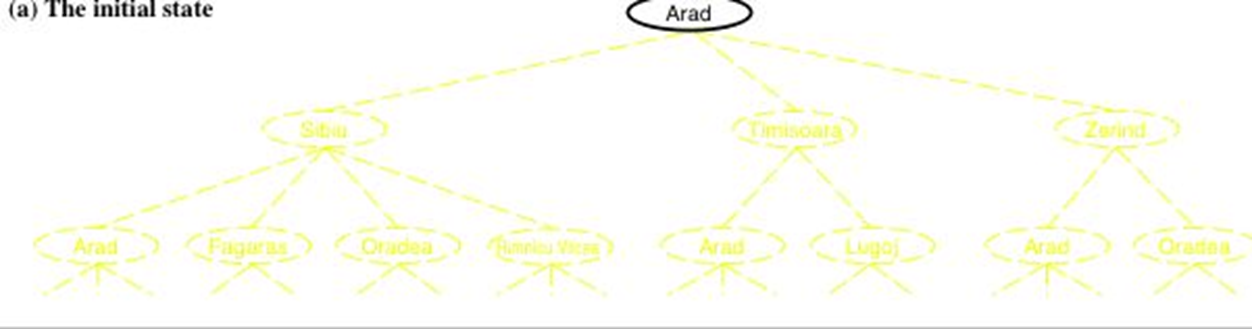 (a) The initial state
Arad
Sibiu Timisoara Zerind
Arad Fagaras Oradea Rimnicu Vilcea Arad Lugoj Arad Oradea